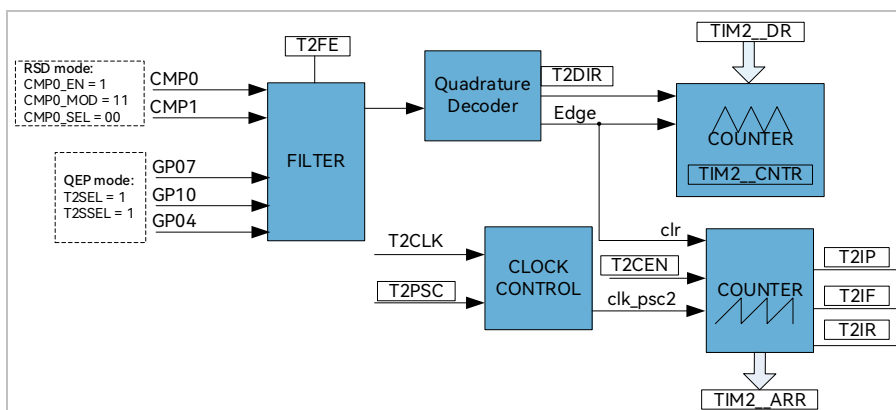 T2FE
TIM2__DR
RSD mode:
CMP0_EN = 1
CMP0_MOD = 11
CMP0_SEL = 00
CMP0
CMP1
Quadrature
Decoder
T2DIR
Edge
COUNTER
TIM2__CNTR
FILTER
QEP mode:
T2SEL = 1
T2SSEL = 1
GP07
GP10
GP04
T2CLK
T2PSC
CLOCK
CONTROL
clr
T2CEN
clk_psc2
COUNTER
T2IP
T2IF
T2IR
TIM2__ARR